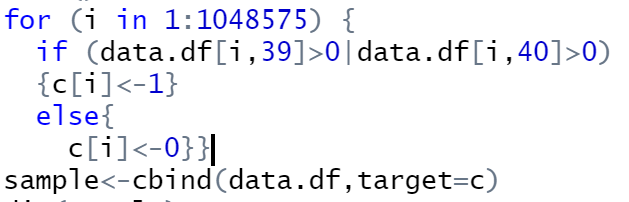 for (i in 1:1048575) {
  if (data.df[i,39]>0|data.df[i,40]>0)
  {c[i]<-1}
  else{
    c[i]<-0}}
sample<-cbind(data.df,target=c)